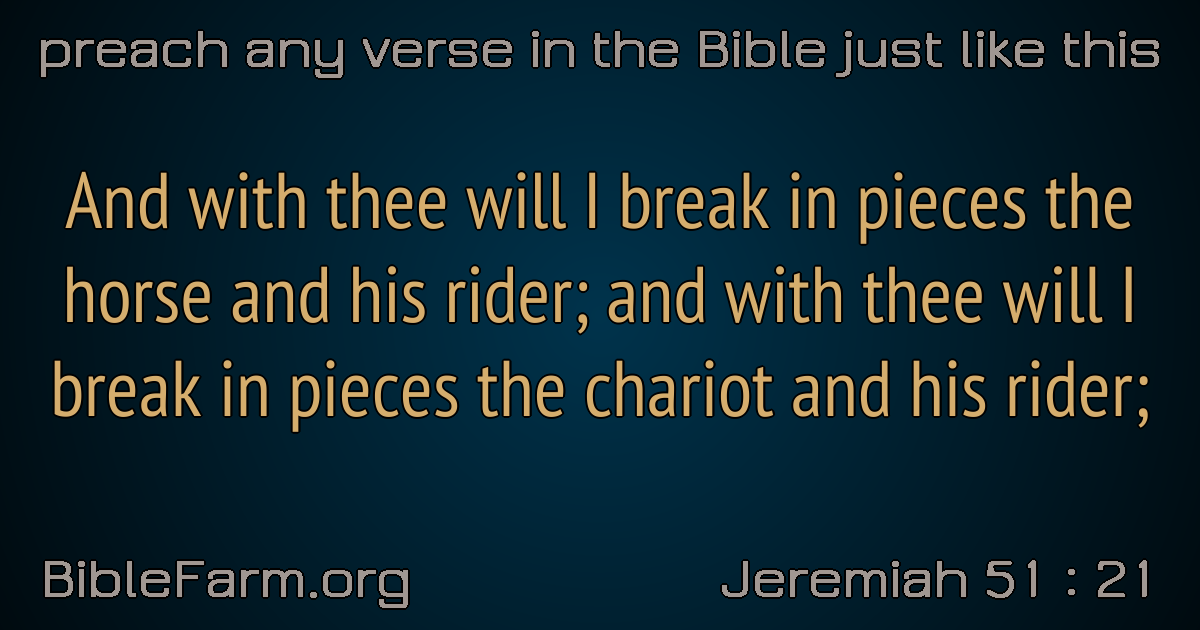 preach any verse in the Bible just like this
And with thee will I break in pieces the
horse and his rider; and with thee will I
break in pieces the chariot and his rider;
BibleFarm.org
Jeremiah 51 : 21